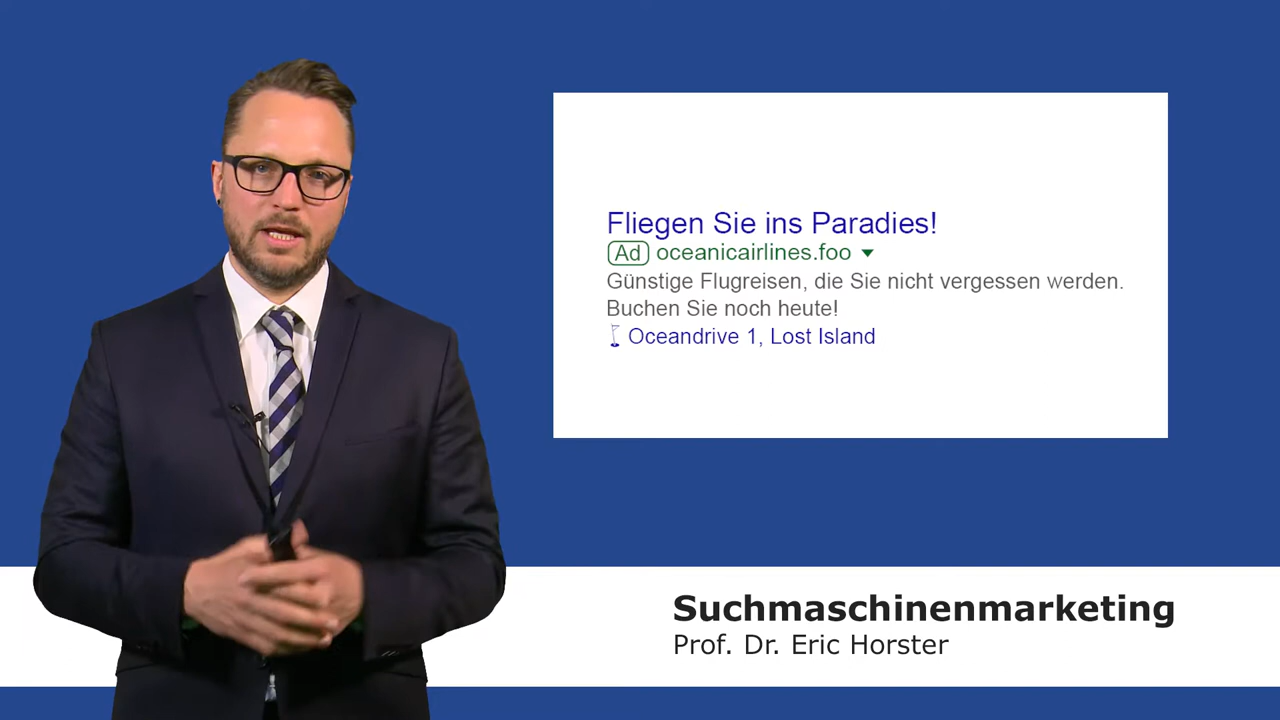 Fliegen Sie ins Paradies!
Ad oceanicairlines.foo
Günstige Flugreisen, die Sie nicht vergessen werden.
Buchen Sie noch heute!
Oceandrive 1, Lost Island
Suchmaschinenmarketing
Prof. Dr. Eric Horster